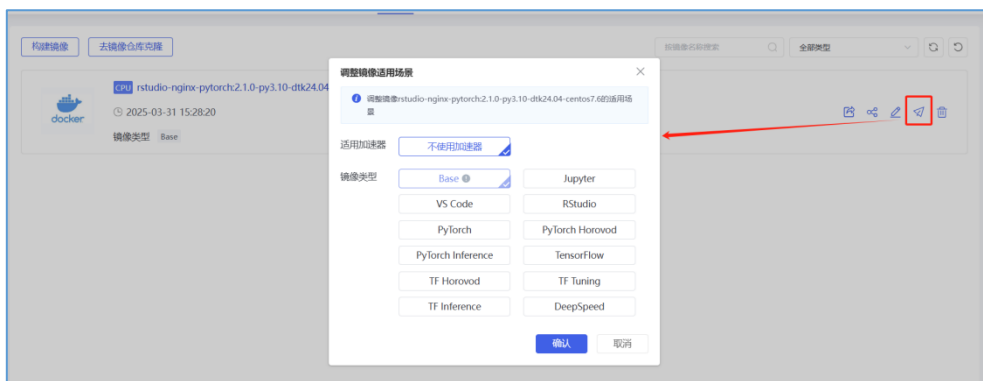 构建镜像
去镜像仓库克隆
按镜像名称搜索
全部类型
CPU rstudio-nginx-pytorch:2.1.0-py3.10-dtk24.04
2025-03-31 15:28:20
镜像类型 Base
docker
调整镜像适用场景
调整镜像rstudio-nginx-pytorch:2.1.0-py3.10-dtk24.04-centos7.6的适用场
景
适用加速器
不使用加速器
镜像类型
Base
Jupyter
VS Code
RStudio
PyTorch
PyTorch Horovod
PyTorch Inference
TensorFlow
TF Horovod
TF Tuning
TF Inference
DeepSpeed
确认
取消